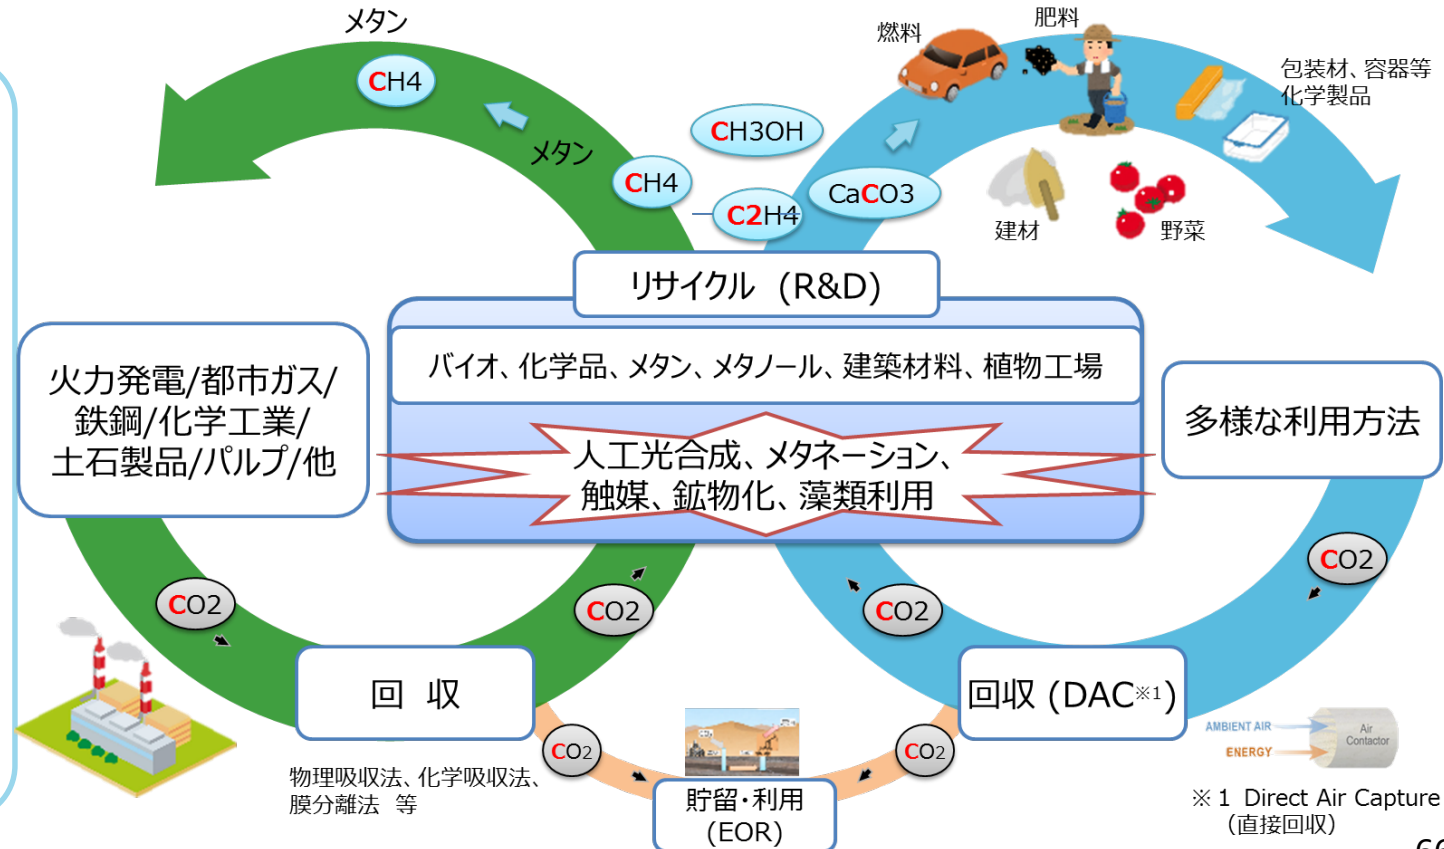 メタン
CH4
メタン
CH4
CH3OH
C2H4
CaCO3
燃料
肥料
包装材、容器等
化学製品
建材
野菜
リサイクル (R&D)
バイオ、化学品、メタン、メタノール、建築材料、植物工場
人工光合成、メタネーション、
触媒、鉱物化、藻類利用
火力発電/都市ガス/
鉄鋼/化学工業/
土石製品/パルプ/他
多様な利用方法
CO2
CO2
CO2
CO2
回 収
回収 (DAC※1)
CO2
CO2
物理吸収法、化学吸収法、
膜分離法 等
貯留・利用
(EOR)
AMBIENT AIR
ENERGY
Air
Contactor
※1 Direct Air Capture
(直接回収)